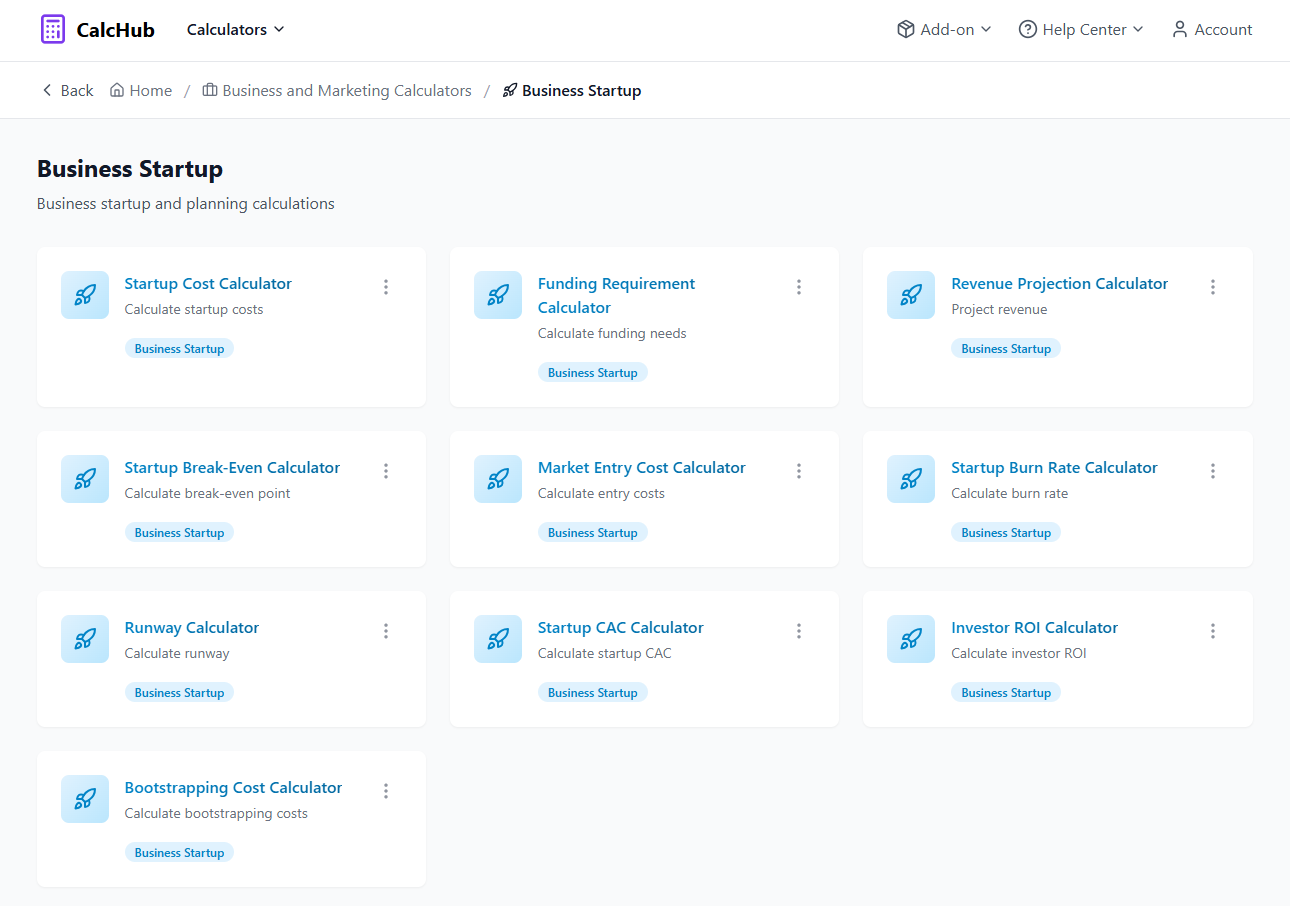 CalcHub
Calculators
Add-on
Help Center
Account
Back
Home
/
Business and Marketing Calculators
/
Business Startup
Business Startup
Business startup and planning calculations
Startup Cost Calculator
Calculate startup costs
Business Startup
Funding Requirement
Calculator
Calculate funding needs
Business Startup
Revenue Projection Calculator
Project revenue
Business Startup
Startup Break-Even Calculator
Calculate break-even point
Business Startup
Market Entry Cost Calculator
Calculate entry costs
Business Startup
Startup Burn Rate Calculator
Calculate burn rate
Business Startup
Runway Calculator
Calculate runway
Business Startup
Startup CAC Calculator
Calculate startup CAC
Business Startup
Investor ROI Calculator
Calculate investor ROI
Business Startup
Bootstrapping Cost Calculator
Calculate bootstrapping costs
Business Startup